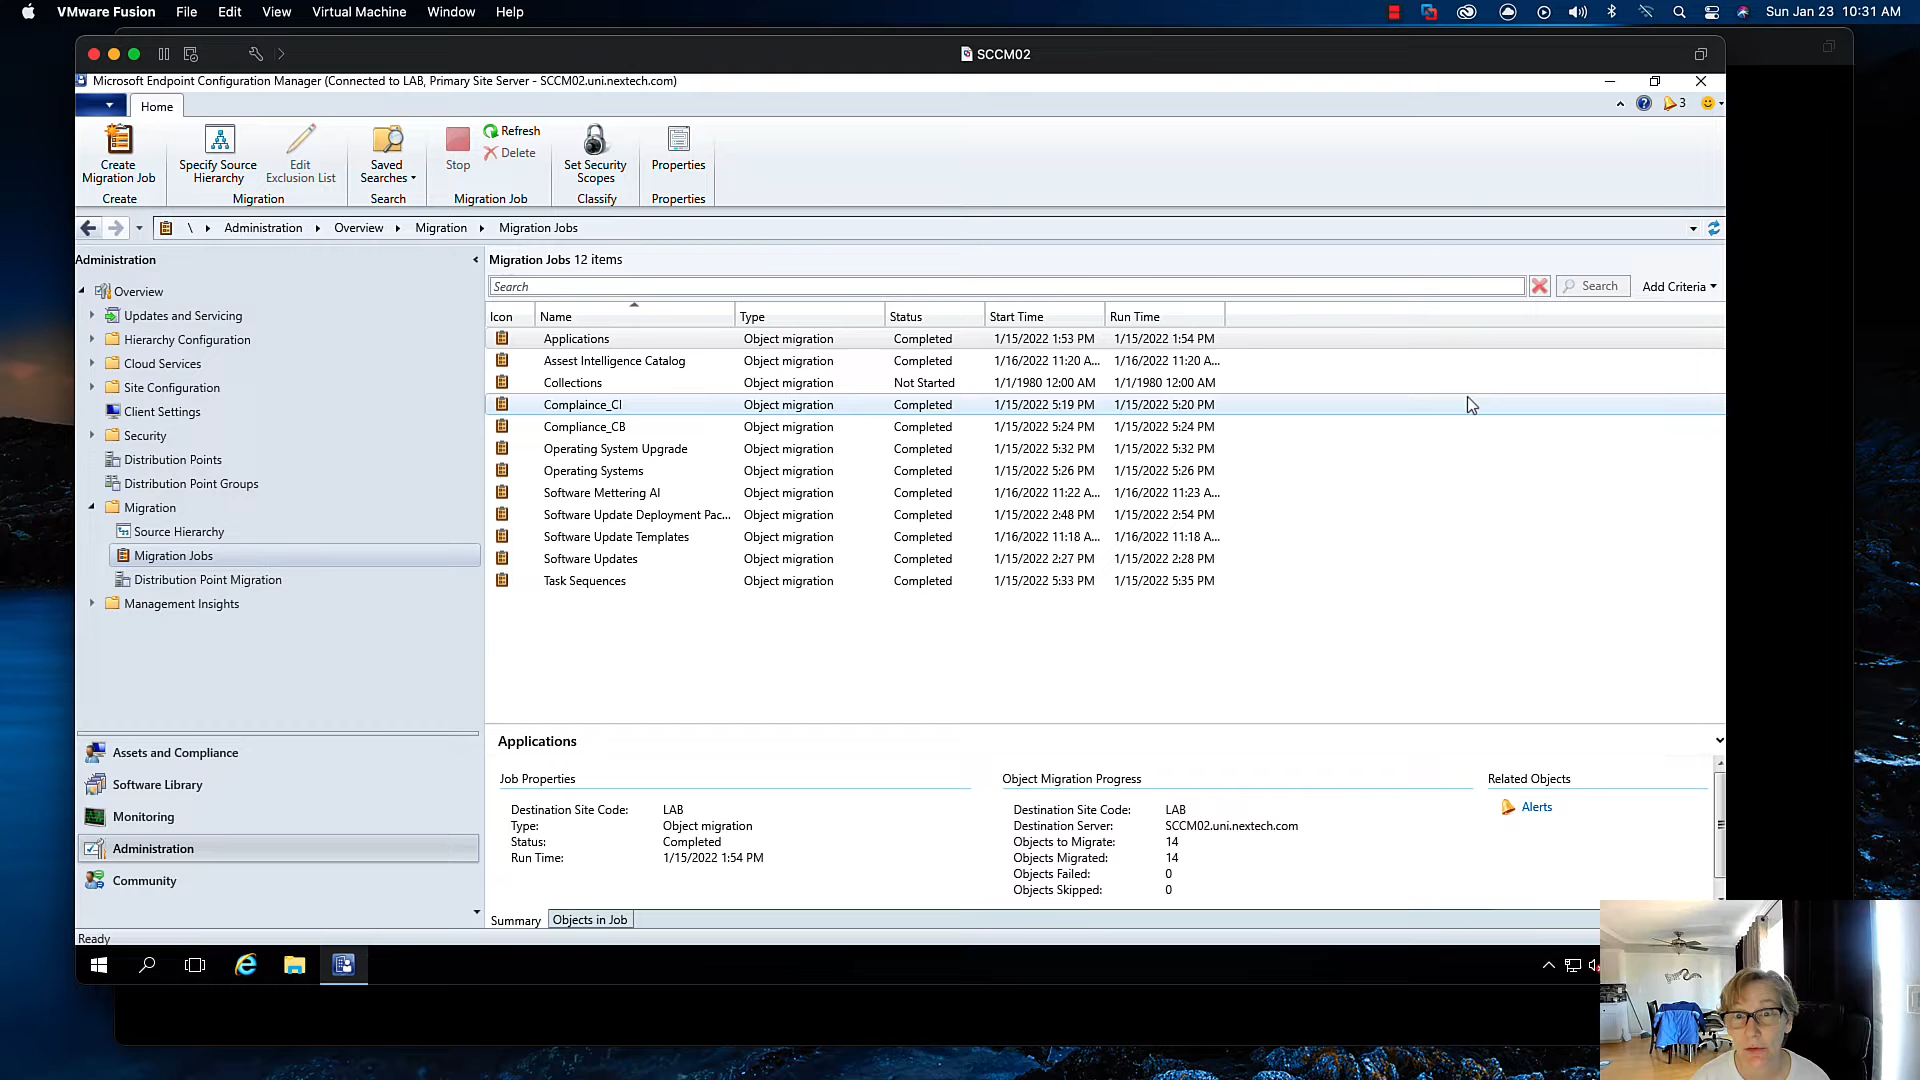 VMware Fusion File Edit View Virtual Machine Window Help Sun Jan 23 10:31 AM
SCCM02
Microsoft Endpoint Configuration Manager (Connected to LAB, Primary Site Server - SCCM02.uni.nextech.com)
Home 3
Create Migration Job
Specify Source Hierarchy
Edit Exclusion List
Saved Searches
Stop
Refresh
Delete
Set Security Scopes
Properties
Create Migration Search Migration Job Classify Properties
\ Administration Overview Migration Migration Jobs
Administration
Overview
Updates and Servicing
Hierarchy Configuration
Cloud Services
Site Configuration
Client Settings
Security
Distribution Points
Distribution Point Groups
Migration
Source Hierarchy
Migration Jobs
Distribution Point Migration
Management Insights
Assets and Compliance
Software Library
Monitoring
Administration
Community
Migration Jobs 12 items
Search Search Add Criteria
Icon Name Type Status Start Time Run Time
Applications Object migration Completed 1/15/2022 1:53 PM 1/15/2022 1:54 PM
Assest Intelligence Catalog Object migration Completed 1/16/2022 11:20 A... 1/16/2022 11:20 A...
Collections Object migration Not Started 1/1/1980 12:00 AM 1/1/1980 12:00 AM
Complaince_CI Object migration Completed 1/15/2022 5:19 PM 1/15/2022 5:20 PM
Compliance_CB Object migration Completed 1/15/2022 5:24 PM 1/15/2022 5:24 PM
Operating System Upgrade Object migration Completed 1/15/2022 5:32 PM 1/15/2022 5:32 PM
Operating Systems Object migration Completed 1/15/2022 5:26 PM 1/15/2022 5:26 PM
Software Mettering AI Object migration Completed 1/16/2022 11:22 A... 1/16/2022 11:23 A...
Software Update Deployment Pac... Object migration Completed 1/15/2022 2:48 PM 1/15/2022 2:54 PM
Software Update Templates Object migration Completed 1/16/2022 11:18 A... 1/16/2022 11:18 A...
Software Updates Object migration Completed 1/15/2022 2:27 PM 1/15/2022 2:28 PM
Task Sequences Object migration Completed 1/15/2022 5:33 PM 1/15/2022 5:35 PM
Applications
Job Properties
Destination Site Code: LAB
Type: Object migration
Status: Completed
Run Time: 1/15/2022 1:54 PM
Object Migration Progress
Destination Site Code: LAB
Destination Server: SCCM02.uni.nextech.com
Objects to Migrate: 14
Objects Migrated: 14
Objects Failed: 0
Objects Skipped: 0
Related Objects
Alerts
Summary Objects in Job
Ready